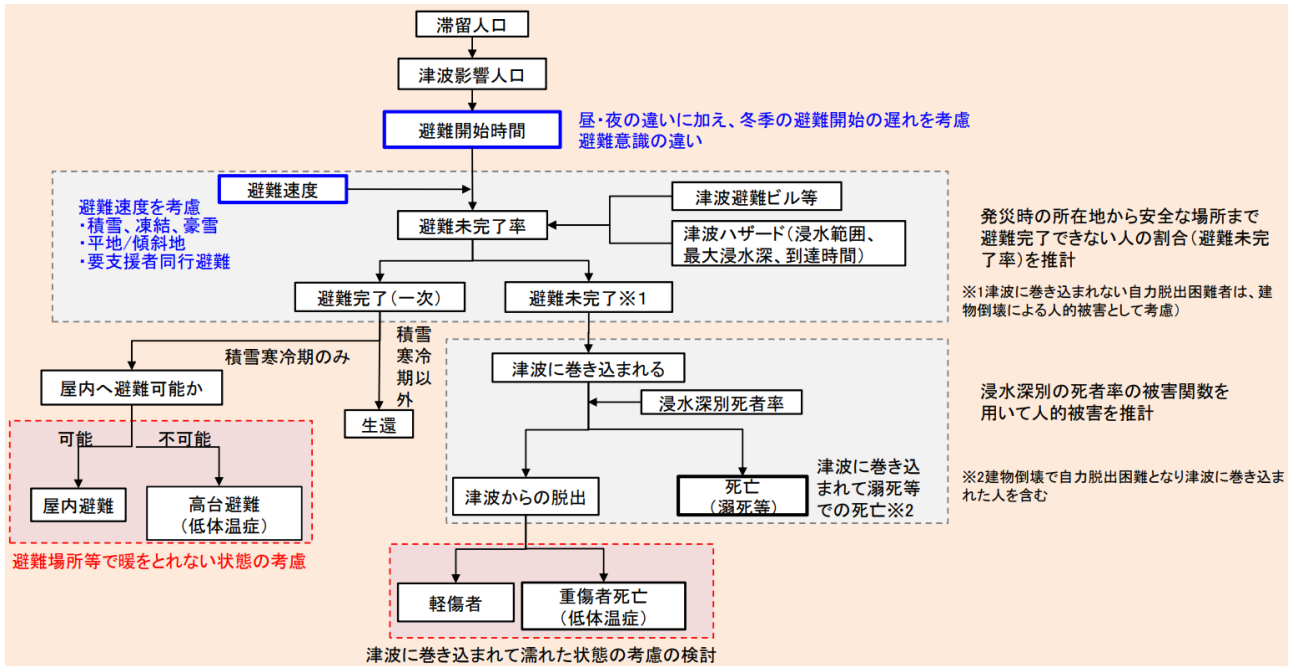 滞留人口
津波影響人口
避難開始時間
昼・夜の違いに加え、冬季の避難開始の遅れを考慮
避難意識の違い
避難速度
避難速度を考慮
・積雪、凍結、豪雪
・平地/傾斜地
・要支援者同行避難
避難未完了率
津波避難ビル等
津波ハザード(浸水範囲、
最大浸水深、到達時間)
発災時の所在地から安全な場所まで
避難完了できない人の割合(避難未完
了率)を推計
※1津波に巻き込まれない自力脱出困難者は、建
物倒壊による人的被害として考慮)
避難完了(一次)
避難未完了※1
積雪寒冷期のみ
積雪
寒冷
期以
外
屋内へ避難可能か
生還
可能
不可能
屋内避難
高台避難
(低体温症)
避難場所等で暖をとれない状態の考慮
津波に巻き込まれる
浸水深別死者率
浸水深別の死者率の被害関数を
用いて人的被害を推計
津波からの脱出
死亡
(溺死等)
津波に巻き込
まれて溺死等
での死亡※2
※2建物倒壊で自力脱出困難となり津波に巻き込ま
れた人を含む
軽傷者
重傷者死亡
(低体温症)
津波に巻き込まれて濡れた状態の考慮の検討